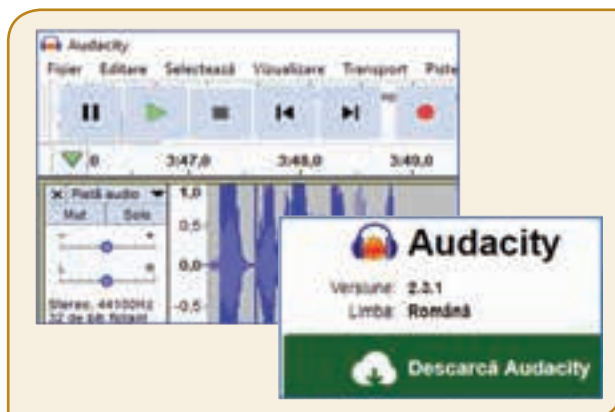 Audacity
Fișier Editare Selectează Vizualizare Transport Piste
0 3:47,0 3:48,0 3:49,0
Pistă audio 1,0
Mut Solo
0,5
- +
0,0
L R
Stereo, 44100Hz -0,5
32 de biți flotant
Audacity
Versiune: 2.3.1
Limba: Română
Descarcă Audacity